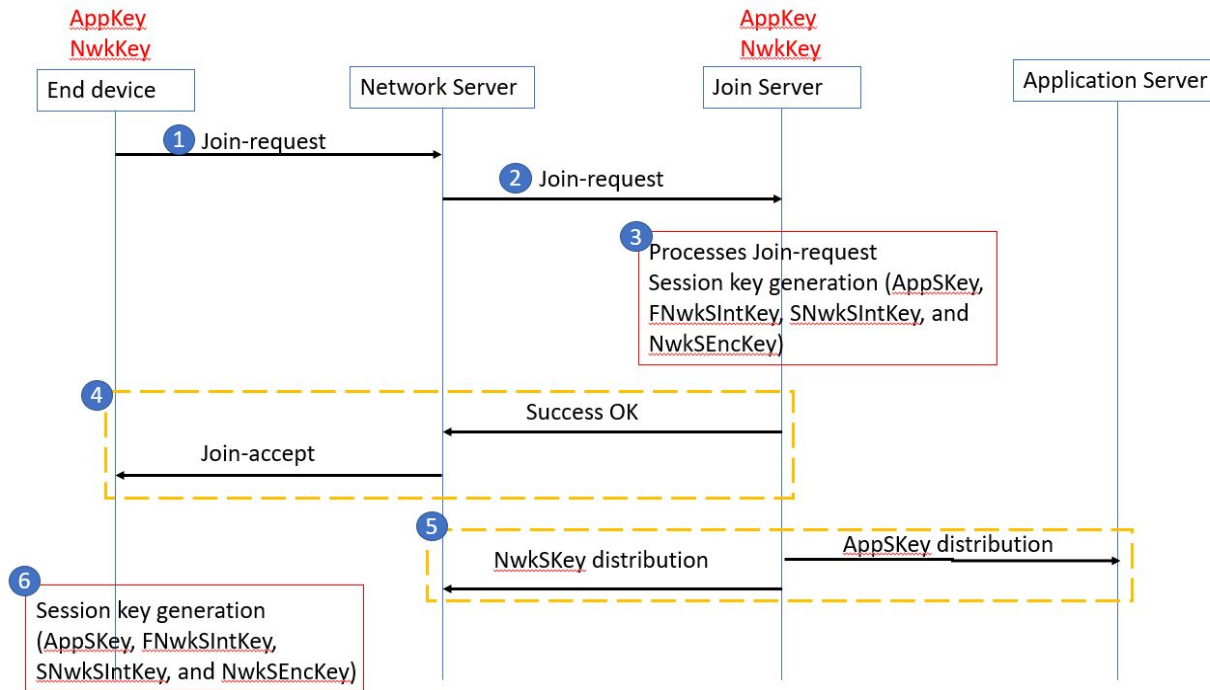 AppKey
NwkKey
AppKey
NwkKey
End device
Network Server
Join Server
Application Server
1 Join-request
2 Join-request
3
Processes Join-request
Session key generation (AppSKey,
FNwkSIntKey, SNwkSIntKey, and
NwkSEncKey)
4
Success OK
Join-accept
5
AppSKey distribution
NwkSKey distribution
6
Session key generation
(AppSKey, FNwkSIntKey,
SNwkSIntKey, and NwkSEncKey)